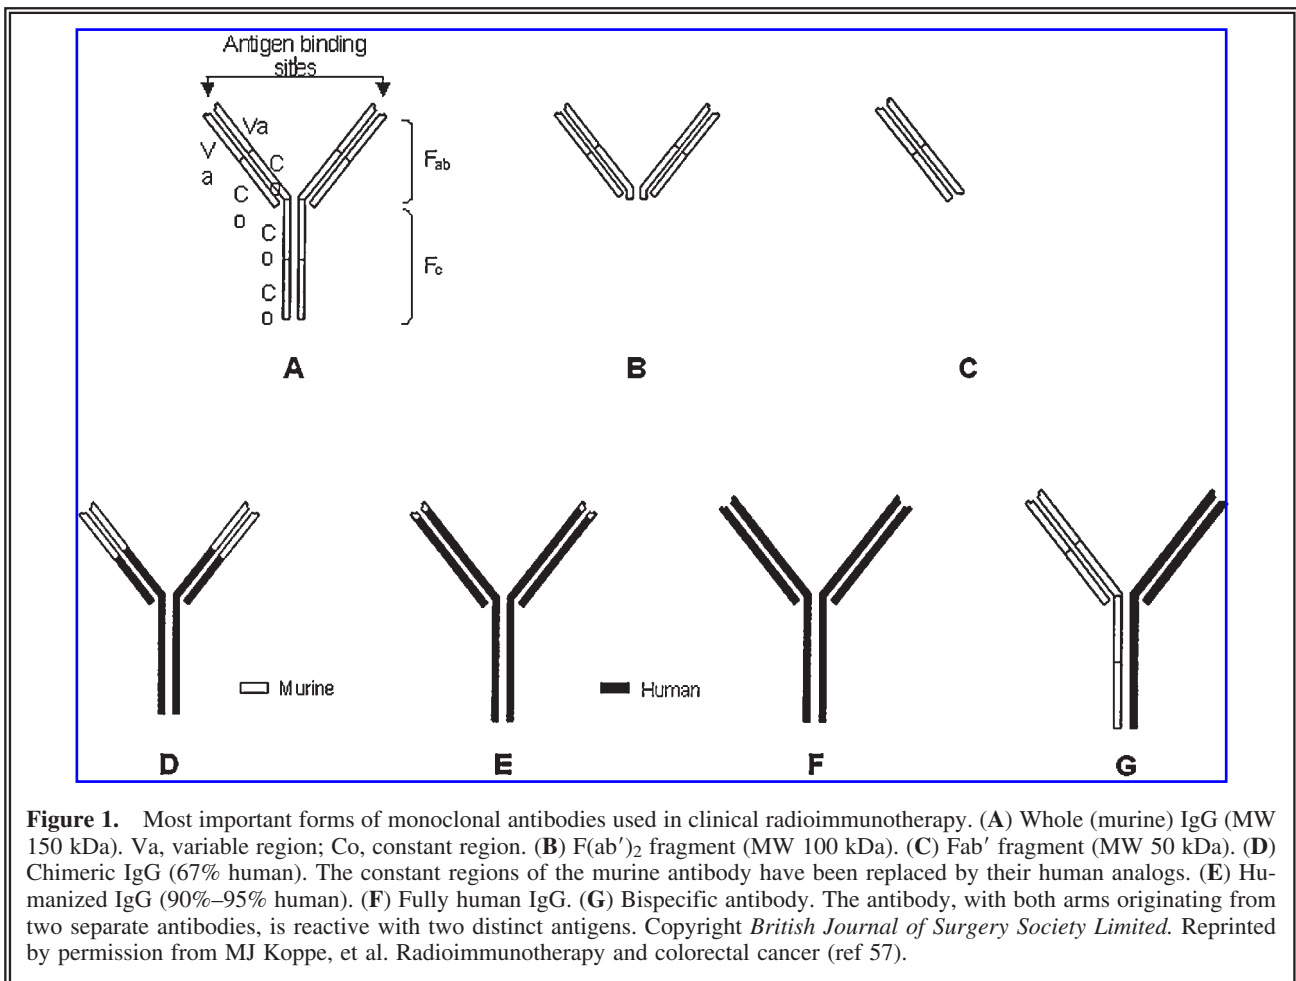 Antigen binding
sites
Va
V
a
C
o
C
o
C
o
C
o
Fab
Fc
A
B
C
Murine
Human
D
E
F
G
Figure 1. Most important forms of monoclonal antibodies used in clinical radioimmunotherapy. (A) Whole (murine) IgG (MW
150 kDa). Va, variable region; Co, constant region. (B) F(ab′)2 fragment (MW 100 kDa). (C) Fab′ fragment (MW 50 kDa). (D)
Chimeric IgG (67% human). The constant regions of the murine antibody have been replaced by their human analogs. (E) Hu-
manized IgG (90%–95% human). (F) Fully human IgG. (G) Bispecific antibody. The antibody, with both arms originating from
two separate antibodies, is reactive with two distinct antigens. Copyright British Journal of Surgery Society Limited. Reprinted
by permission from MJ Koppe, et al. Radioimmunotherapy and colorectal cancer (ref 57).